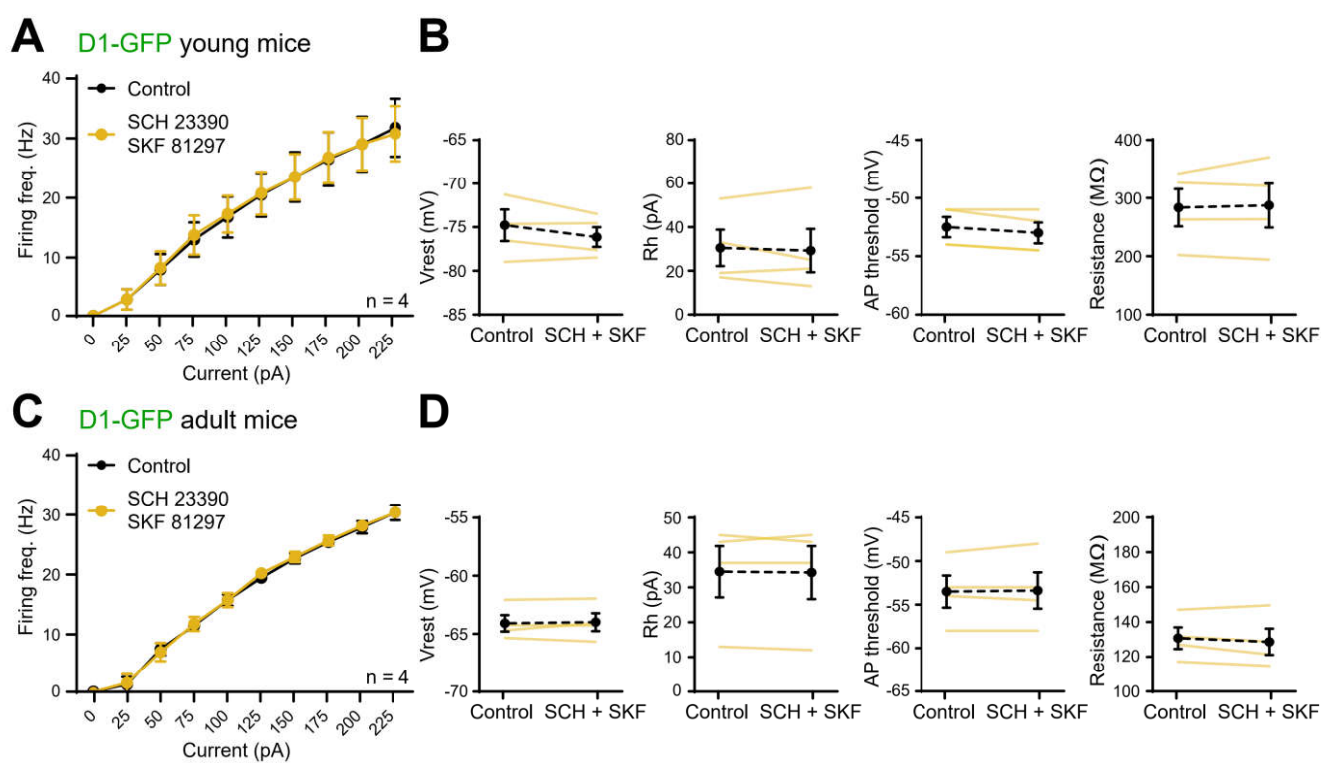 A
D1-GFP young mice
Control
SCH 23390
SKF 81297
Firing freq. (Hz)
40
30
20
10
0
n = 4
0
25
50
75
100
125
150
175
200
225
Current (pA)
B
Vrest (mV)
-65
-70
-75
-80
-85
Control
SCH + SKF
Rh (pA)
80
60
40
20
0
Control
SCH + SKF
AP threshold (mV)
-45
-50
-55
-60
Control
SCH + SKF
Resistance (MΩ)
400
300
200
100
Control
SCH + SKF
C
D1-GFP adult mice
Control
SCH 23390
SKF 81297
Firing freq. (Hz)
40
30
20
10
0
n = 4
0
25
50
75
100
125
150
175
200
225
Current (pA)
D
Vrest (mV)
-55
-60
-65
-70
Control
SCH + SKF
Rh (pA)
50
40
30
20
10
0
Control
SCH + SKF
AP threshold (mV)
-45
-50
-55
-60
-65
Control
SCH + SKF
Resistance (MΩ)
200
180
160
140
120
100
Control
SCH + SKF